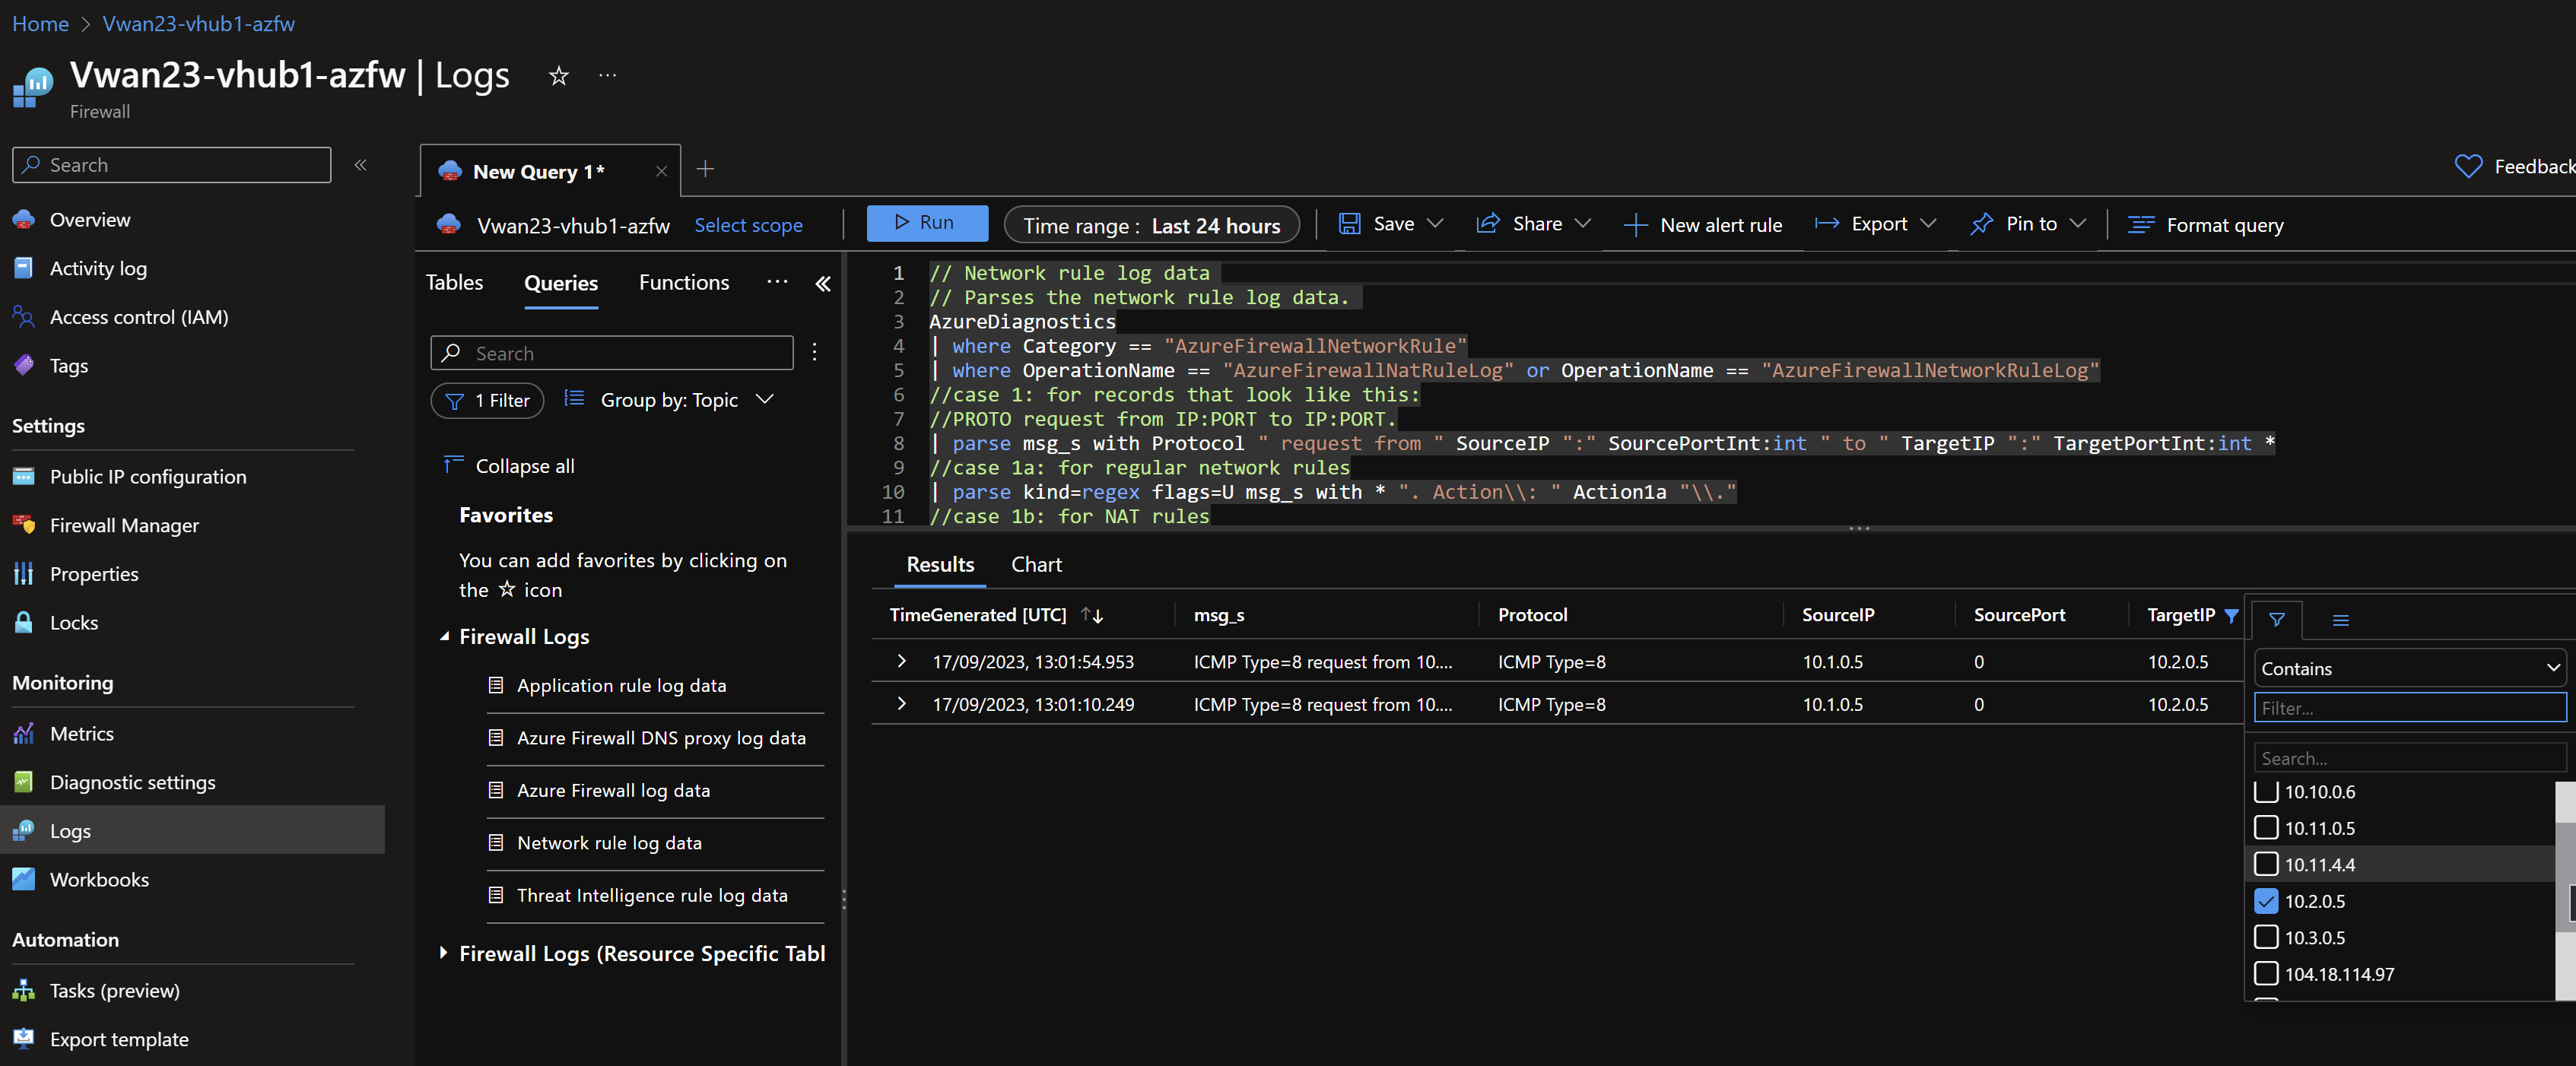 Home > Vwan23-vhub1-azfw
Vwan23-vhub1-azfw | Logs
Firewall
Search
Overview
Activity log
Access control (IAM)
Tags
Settings
Public IP configuration
Firewall Manager
Properties
Locks
Monitoring
Metrics
Diagnostic settings
Logs
Workbooks
Automation
Tasks (preview)
Export template
New Query 1*
Feedback
Vwan23-vhub1-azfw Select scope Run Time range : Last 24 hours Save Share New alert rule Export Pin to Format query
Tables Queries Functions
Search
1 Filter Group by: Topic
Collapse all
Favorites
You can add favorites by clicking on
the ☆ icon
Firewall Logs
Application rule log data
Azure Firewall DNS proxy log data
Azure Firewall log data
Network rule log data
Threat Intelligence rule log data
Firewall Logs (Resource Specific Tabl
1 // Network rule log data
2 // Parses the network rule log data.
3 AzureDiagnostics
4 | where Category == "AzureFirewallNetworkRule"
5 | where OperationName == "AzureFirewallNatRuleLog" or OperationName == "AzureFirewallNetworkRuleLog"
6 //case 1: for records that look like this:
7 //PROTO request from IP:PORT to IP:PORT.
8 | parse msg_s with Protocol " request from " SourceIP ":" SourcePortInt:int " to " TargetIP ":" TargetPortInt:int *
9 //case 1a: for regular network rules
10 | parse kind=regex flags=U msg_s with * ". Action\\: " Action1a "\\."
11 //case 1b: for NAT rules
Results Chart
TimeGenerated [UTC] msg_s Protocol SourceIP SourcePort TargetIP
17/09/2023, 13:01:54.953 ICMP Type=8 request from 10.... ICMP Type=8 10.1.0.5 0 10.2.0.5
17/09/2023, 13:01:10.249 ICMP Type=8 request from 10.... ICMP Type=8 10.1.0.5 0 10.2.0.5
Contains
Filter...
Search...
10.10.0.6
10.11.0.5
10.11.4.4
10.2.0.5
10.3.0.5
104.18.114.97